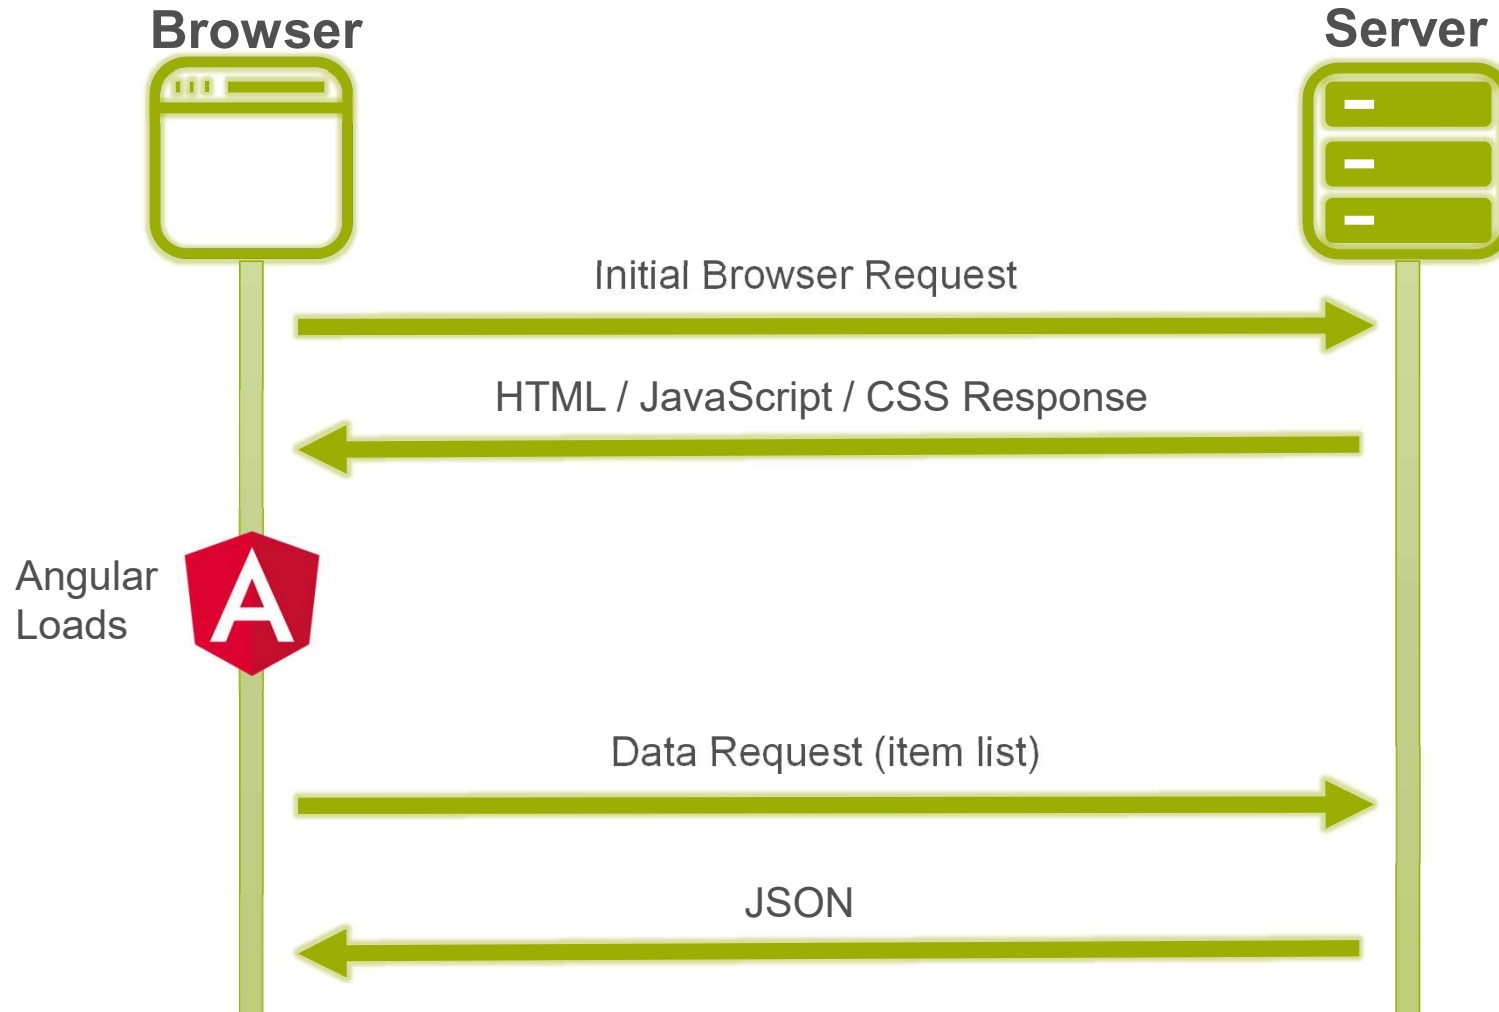 Browser
Server
Initial Browser Request
HTML / JavaScript / CSS Response
Angular
Loads
A
Data Request (item list)
JSON